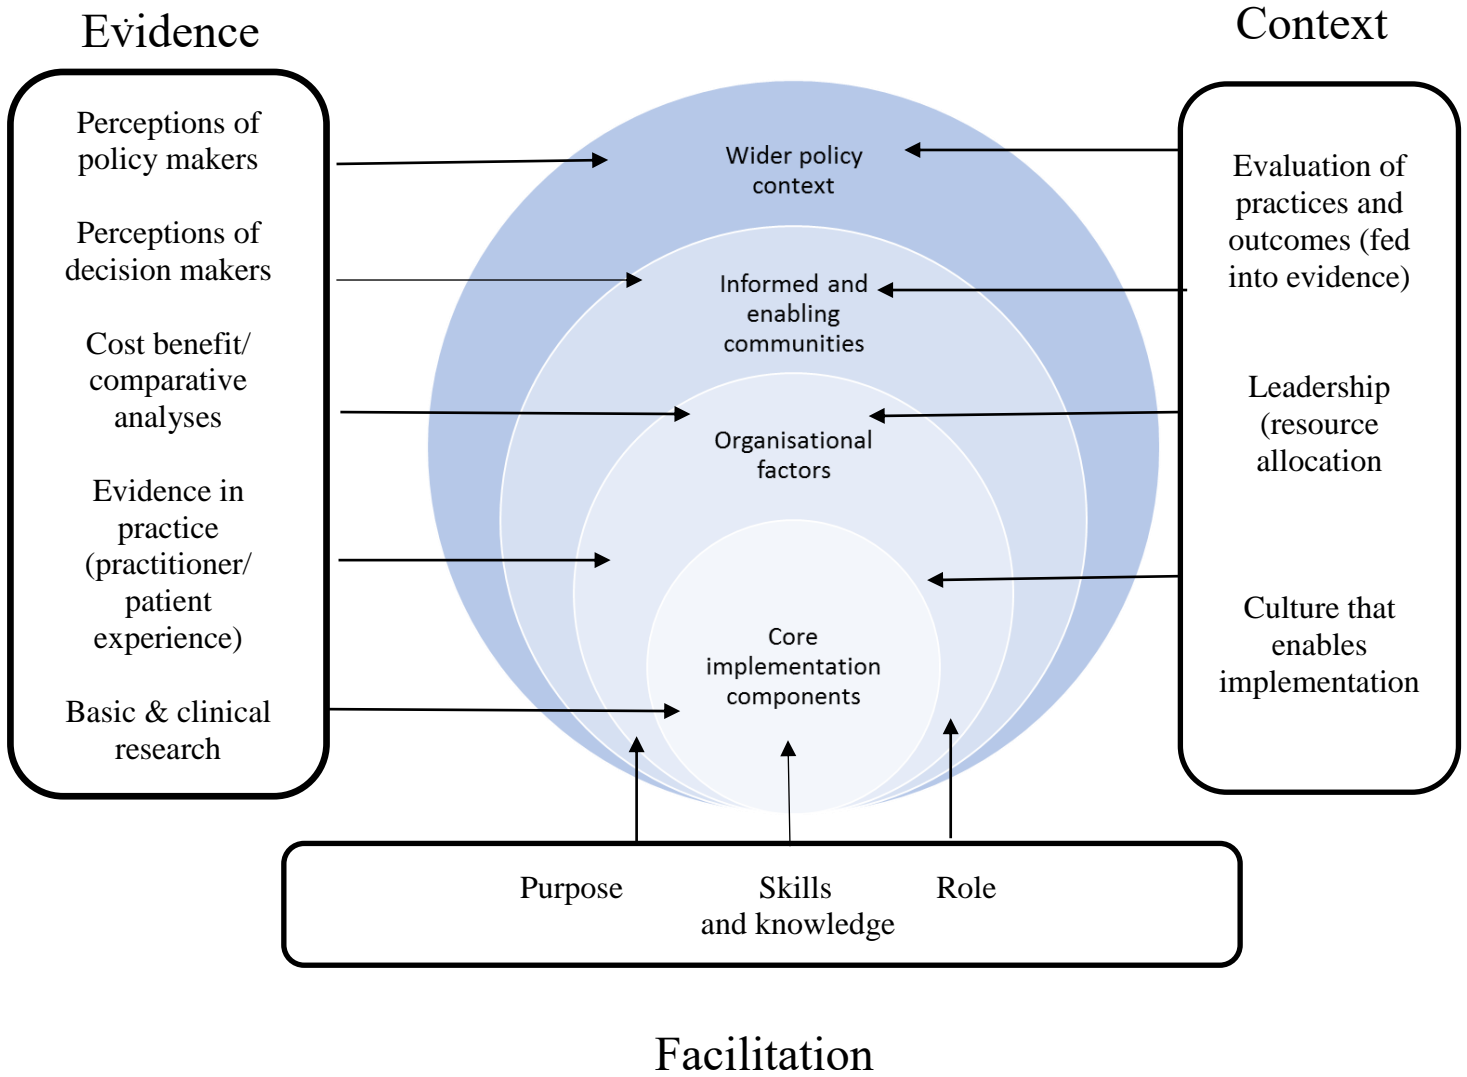 Evidence
Perceptions of
policy makers
Perceptions of
decision makers
Cost benefit/
comparative
analyses
Evidence in
practice
(practitioner/
patient
experience)
Basic & clinical
research
Wider policy
context
Informed and
enabling
communities
Organisational
factors
Core
implementation
components
Context
Evaluation of
practices and
outcomes (fed
into evidence)
Leadership
(resource
allocation
Culture that
enables
implementation
Purpose
Skills
and knowledge
Role
Facilitation